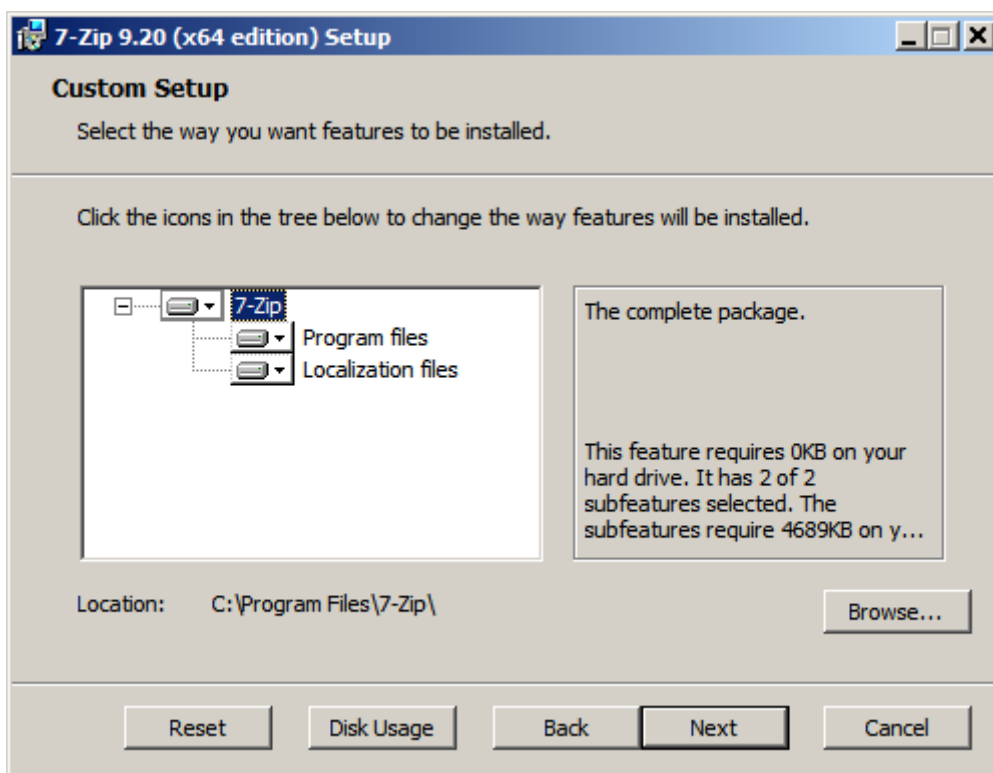 7-Zip 9.20 (x64 edition) Setup
Custom Setup
Select the way you want features to be installed.
Click the icons in the tree below to change the way features will be installed.
7-Zip
Program files
Localization files
The complete package.
This feature requires 0KB on your
hard drive. It has 2 of 2
subfeatures selected. The
subfeatures require 4689KB on y...
Location: C:\Program Files\7-Zip\
Browse...
Reset Disk Usage Back Next Cancel